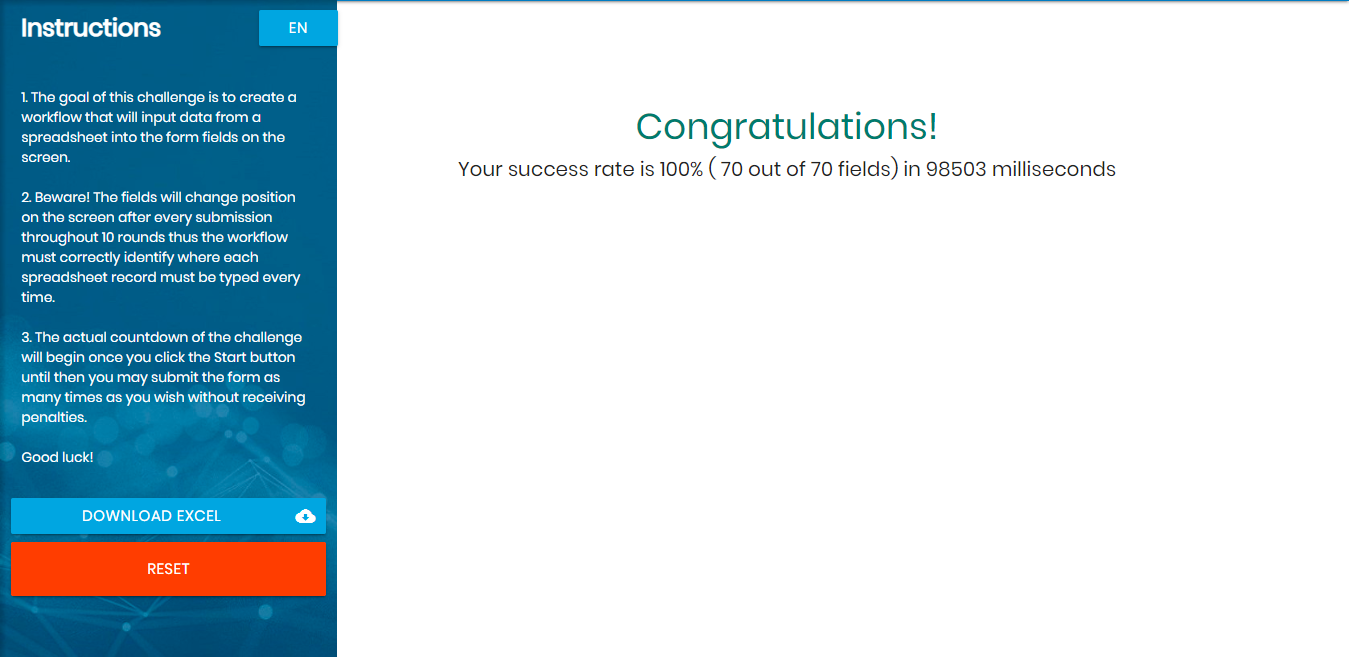 Instructions
EN
1. The goal of this challenge is to create a
workflow that will input data from a
spreadsheet into the form fields on the
screen.
2. Beware! The fields will change position
on the screen after every submission
throughout 10 rounds thus the workflow
must correctly identify where each
spreadsheet record must be typed every
time.
3. The actual countdown of the challenge
will begin once you click the Start button
until then you may submit the form as
many times as you wish without receiving
penalties.
Good luck!
DOWNLOAD EXCEL
RESET
Congratulations!
Your success rate is 100% ( 70 out of 70 fields) in 98503 milliseconds